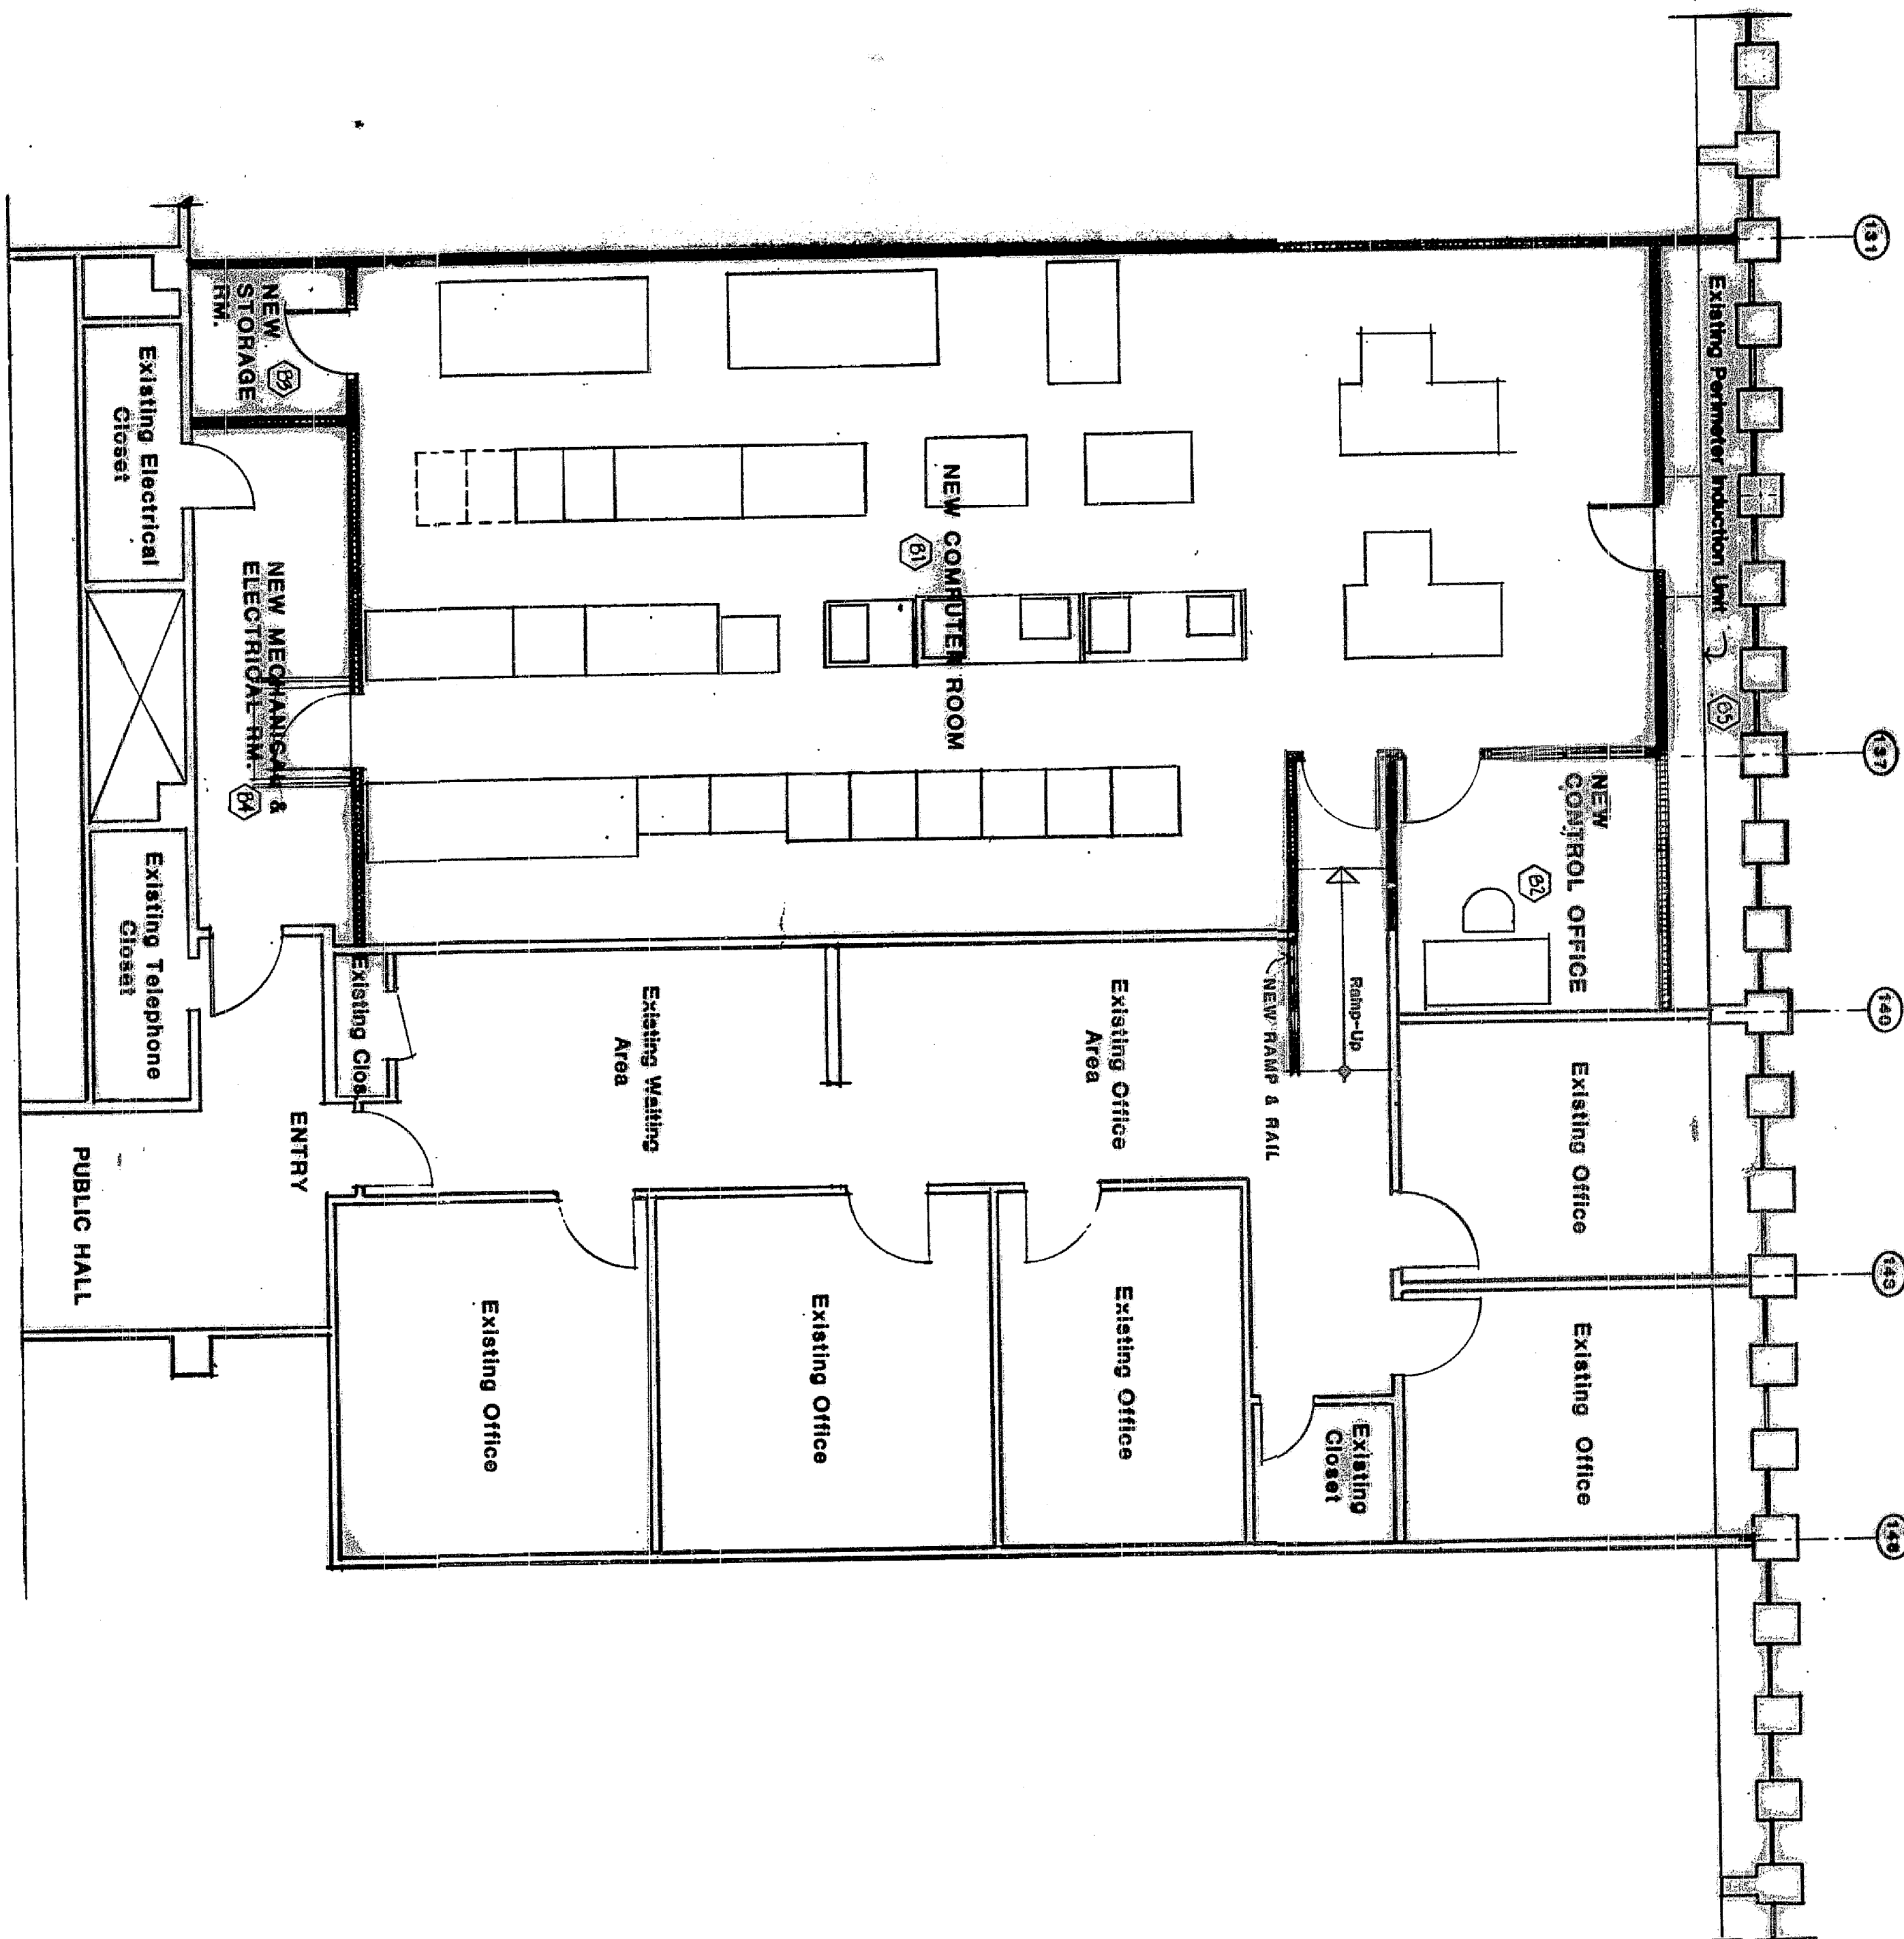 131
137
140
143
146
Existing Perimeter Induction Unit
B5
NEW
CONTROL OFFICE
B2
Existing Office
Existing Office
Ramp-Up
NEW RAMP & RAIL
Existing
Closet
NEW COMPUTER ROOM
B1
Existing Office
Area
Existing Office
Existing Waiting
Area
Existing Office
Existing Office
Existing Clos
NEW
STORAGE
RM.
B3
NEW MECHANICAL &
ELECTRICAL RM.
B4
ENTRY
Existing Electrical
Closet
Existing Telephone
Closet
PUBLIC HALL